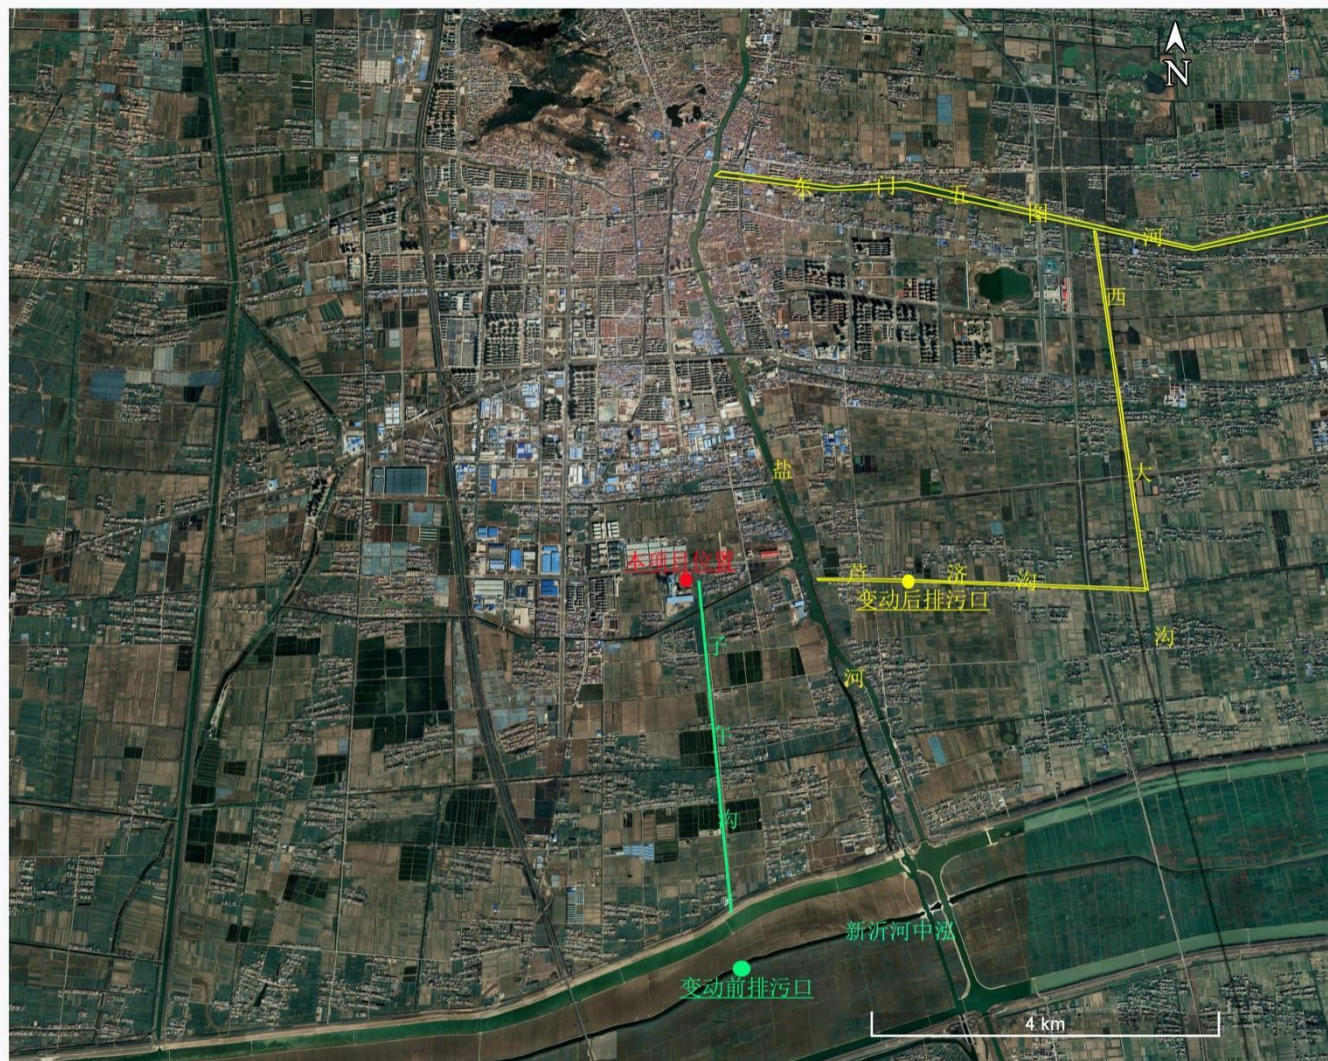 N
东门五图河
西大沟
盐河
本项目位置
芦济沟
变动后排污口
子午沟
新沂河中泓
变动前排污口
4 km